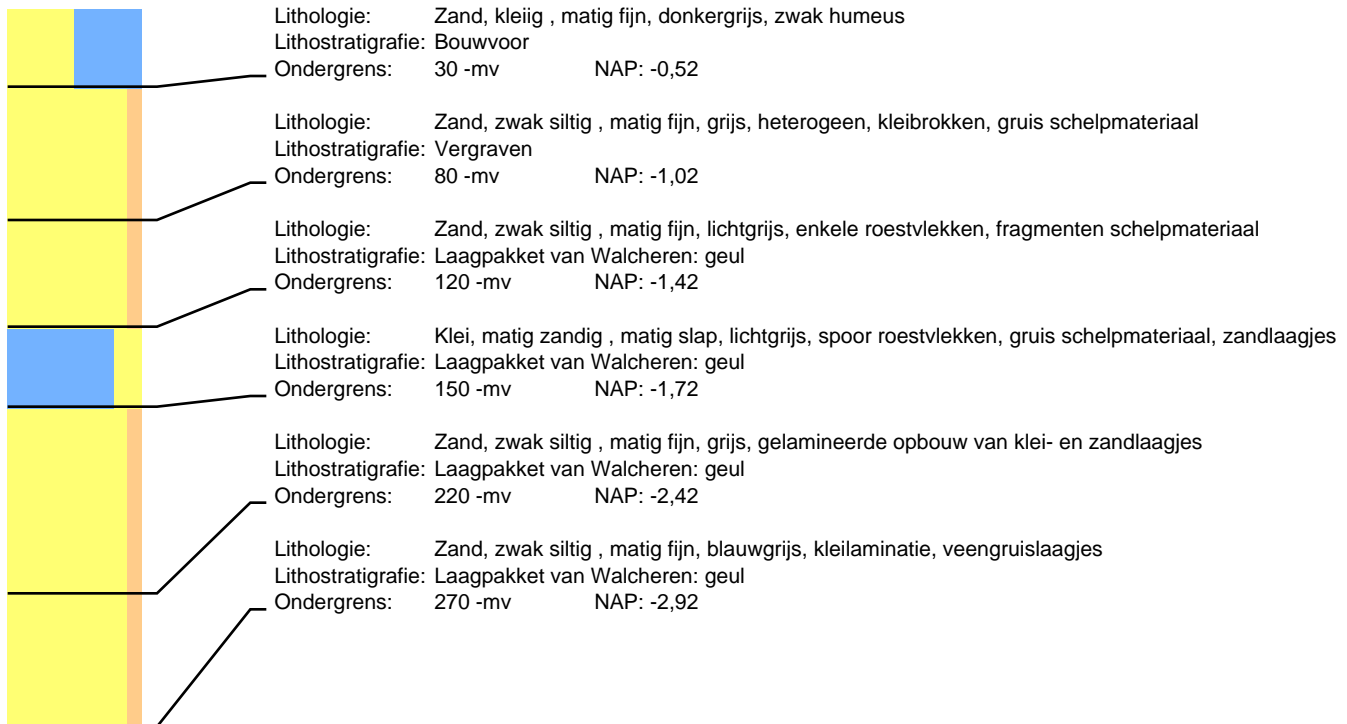 Lithologie: Zand, kleiig , matig fijn, donkergrijs, zwak humeus
Lithostratigrafie: Bouwvoor
Ondergrens: 30 -mv NAP: -0,52
Lithologie: Zand, zwak siltig , matig fijn, grijs, heterogeen, kleibrokken, gruis schelpmateriaal
Lithostratigrafie: Vergraven
Ondergrens: 80 -mv NAP: -1,02
Lithologie: Zand, zwak siltig , matig fijn, lichtgrijs, enkele roestvlekken, fragmenten schelpmateriaal
Lithostratigrafie: Laagpakket van Walcheren: geul
Ondergrens: 120 -mv NAP: -1,42
Lithologie: Klei, matig zandig , matig slap, lichtgrijs, spoor roestvlekken, gruis schelpmateriaal, zandlaagjes
Lithostratigrafie: Laagpakket van Walcheren: geul
Ondergrens: 150 -mv NAP: -1,72
Lithologie: Zand, zwak siltig , matig fijn, grijs, gelamineerde opbouw van klei- en zandlaagjes
Lithostratigrafie: Laagpakket van Walcheren: geul
Ondergrens: 220 -mv NAP: -2,42
Lithologie: Zand, zwak siltig , matig fijn, blauwgrijs, kleilaminatie, veengruislaagjes
Lithostratigrafie: Laagpakket van Walcheren: geul
Ondergrens: 270 -mv NAP: -2,92